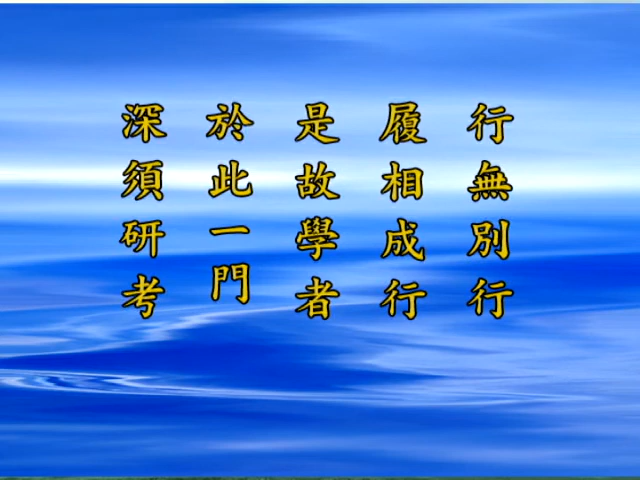 行無別行
履相成行
是故學者
於此一門
深須研考